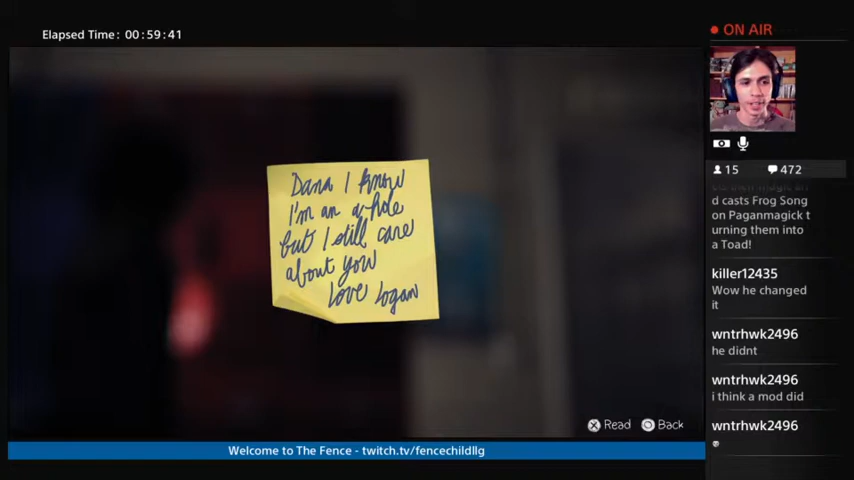 Elapsed Time: 00:59:41
ON AIR
Dana I know
I'm an a-hole
but I still care
about you
Love Logan
15
472
d casts Frog Song
on Paganmagick t
urning them into
a Toad!
killer12435
Wow he changed
it
wntrhwk2496
he didnt
wntrhwk2496
i think a mod did
wntrhwk2496
Read
Back
Welcome to The Fence - twitch.tv/fencechildllg